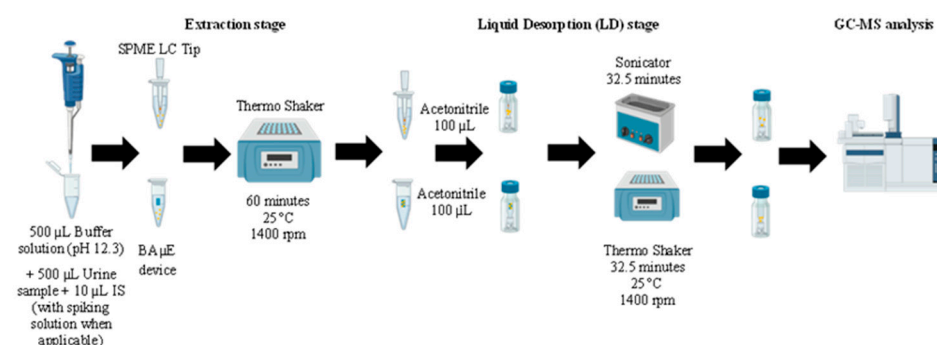 Extraction stage
Liquid Desorption (LD) stage
GC-MS analysis
SPME LC Tip
500 µL Buffer
solution (pH 12.3)
+ 500 µL Urine
sample + 10 µL IS
(with spiking
solution when
applicable)
BAµE
device
Thermo Shaker
60 minutes
25 °C
1400 rpm
Acetonitrile
100 µL
Acetonitrile
100 µL
Sonicator
32.5 minutes
Thermo Shaker
32.5 minutes
25 °C
1400 rpm